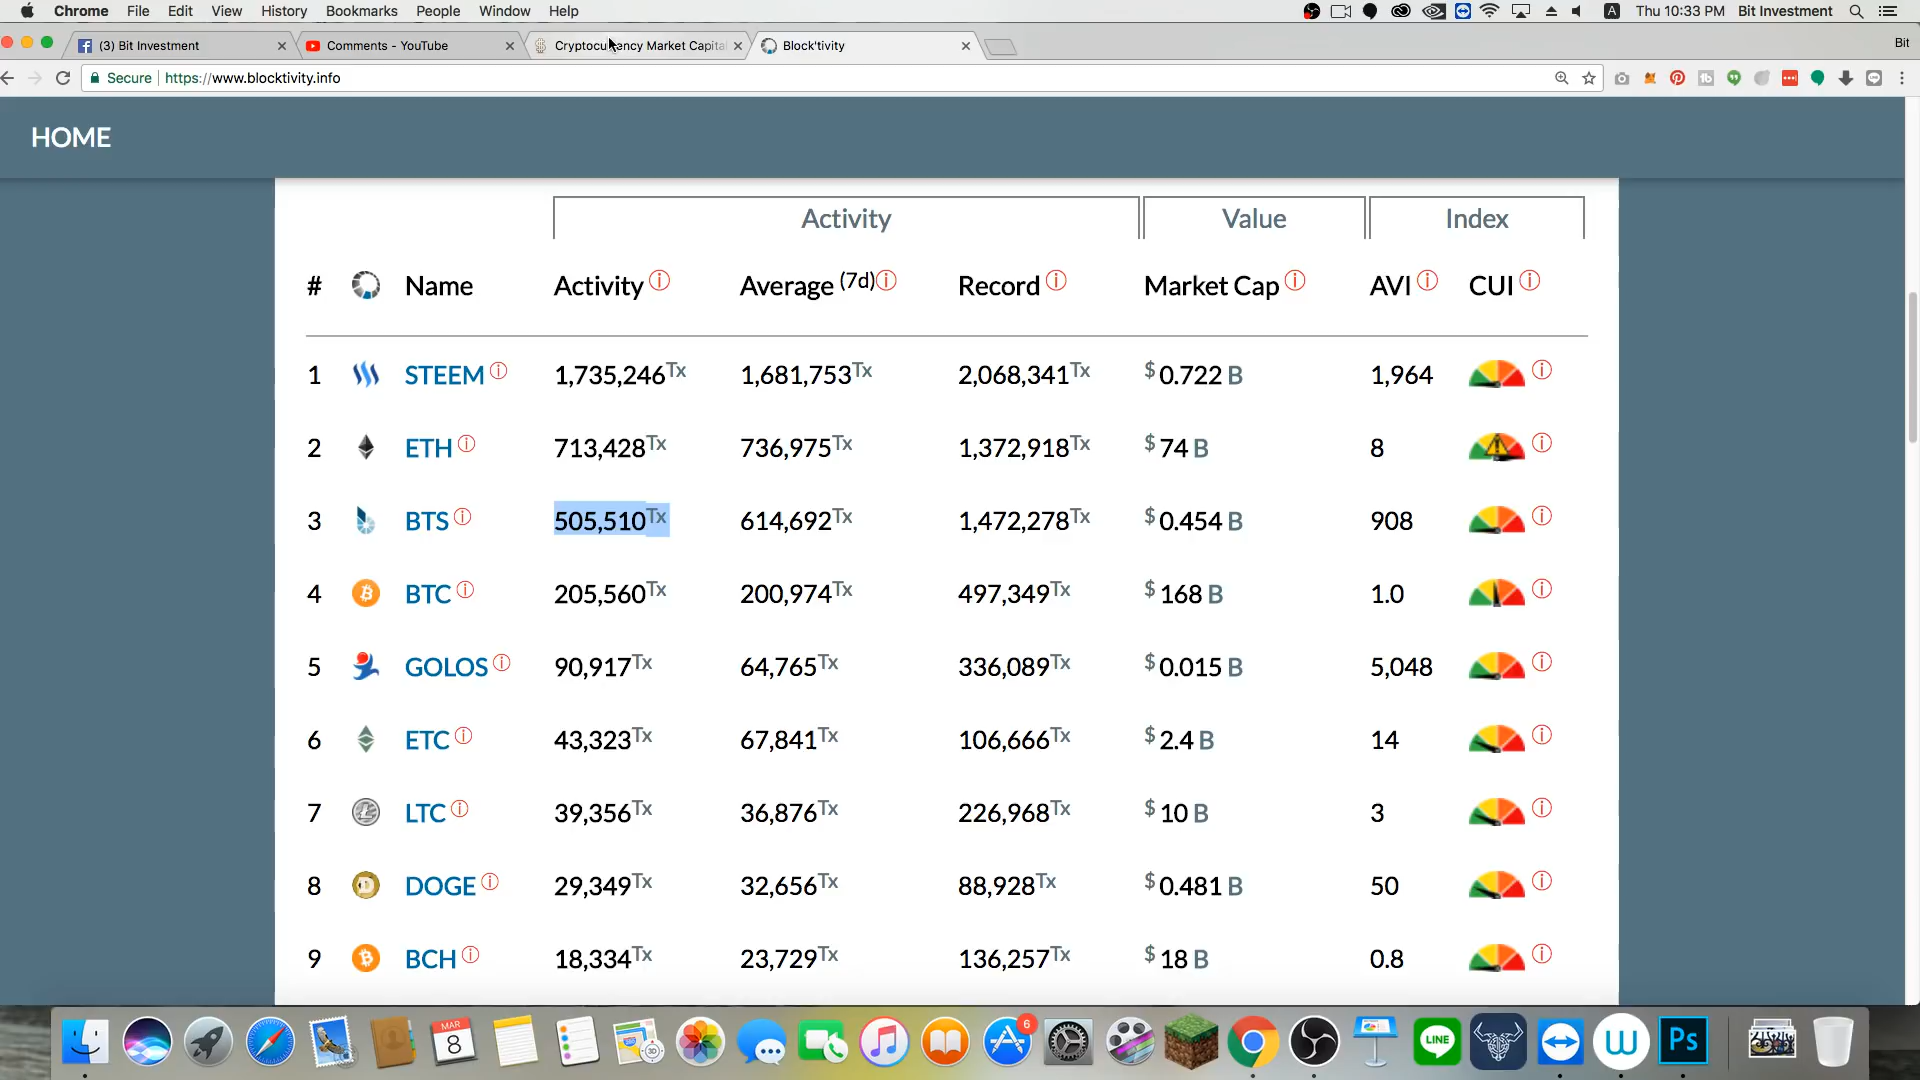 Chrome File Edit View History Bookmarks People Window Help A Thu 10:33 PM Bit Investment
(3) Bit Investment Comments - YouTube Cryptocurrency Market Capital Block'tivity Bit
Secure https://www.blocktivity.info
HOME
Activity Value Index
# Name Activity Average (7d) Record Market Cap AVI CUI
1 STEEM 1,735,246Tx 1,681,753Tx 2,068,341Tx $0.722 B 1,964
2 ETH 713,428Tx 736,975Tx 1,372,918Tx $74 B 8
3 BTS 505,510Tx 614,692Tx 1,472,278Tx $0.454 B 908
4 BTC 205,560Tx 200,974Tx 497,349Tx $168 B 1.0
5 GOLOS 90,917Tx 64,765Tx 336,089Tx $0.015 B 5,048
6 ETC 43,323Tx 67,841Tx 106,666Tx $2.4 B 14
7 LTC 39,356Tx 36,876Tx 226,968Tx $10 B 3
8 DOGE 29,349Tx 32,656Tx 88,928Tx $0.481 B 50
9 BCH 18,334Tx 23,729Tx 136,257Tx $18 B 0.8
MAR
8
3D
6
LINE
W
Ps